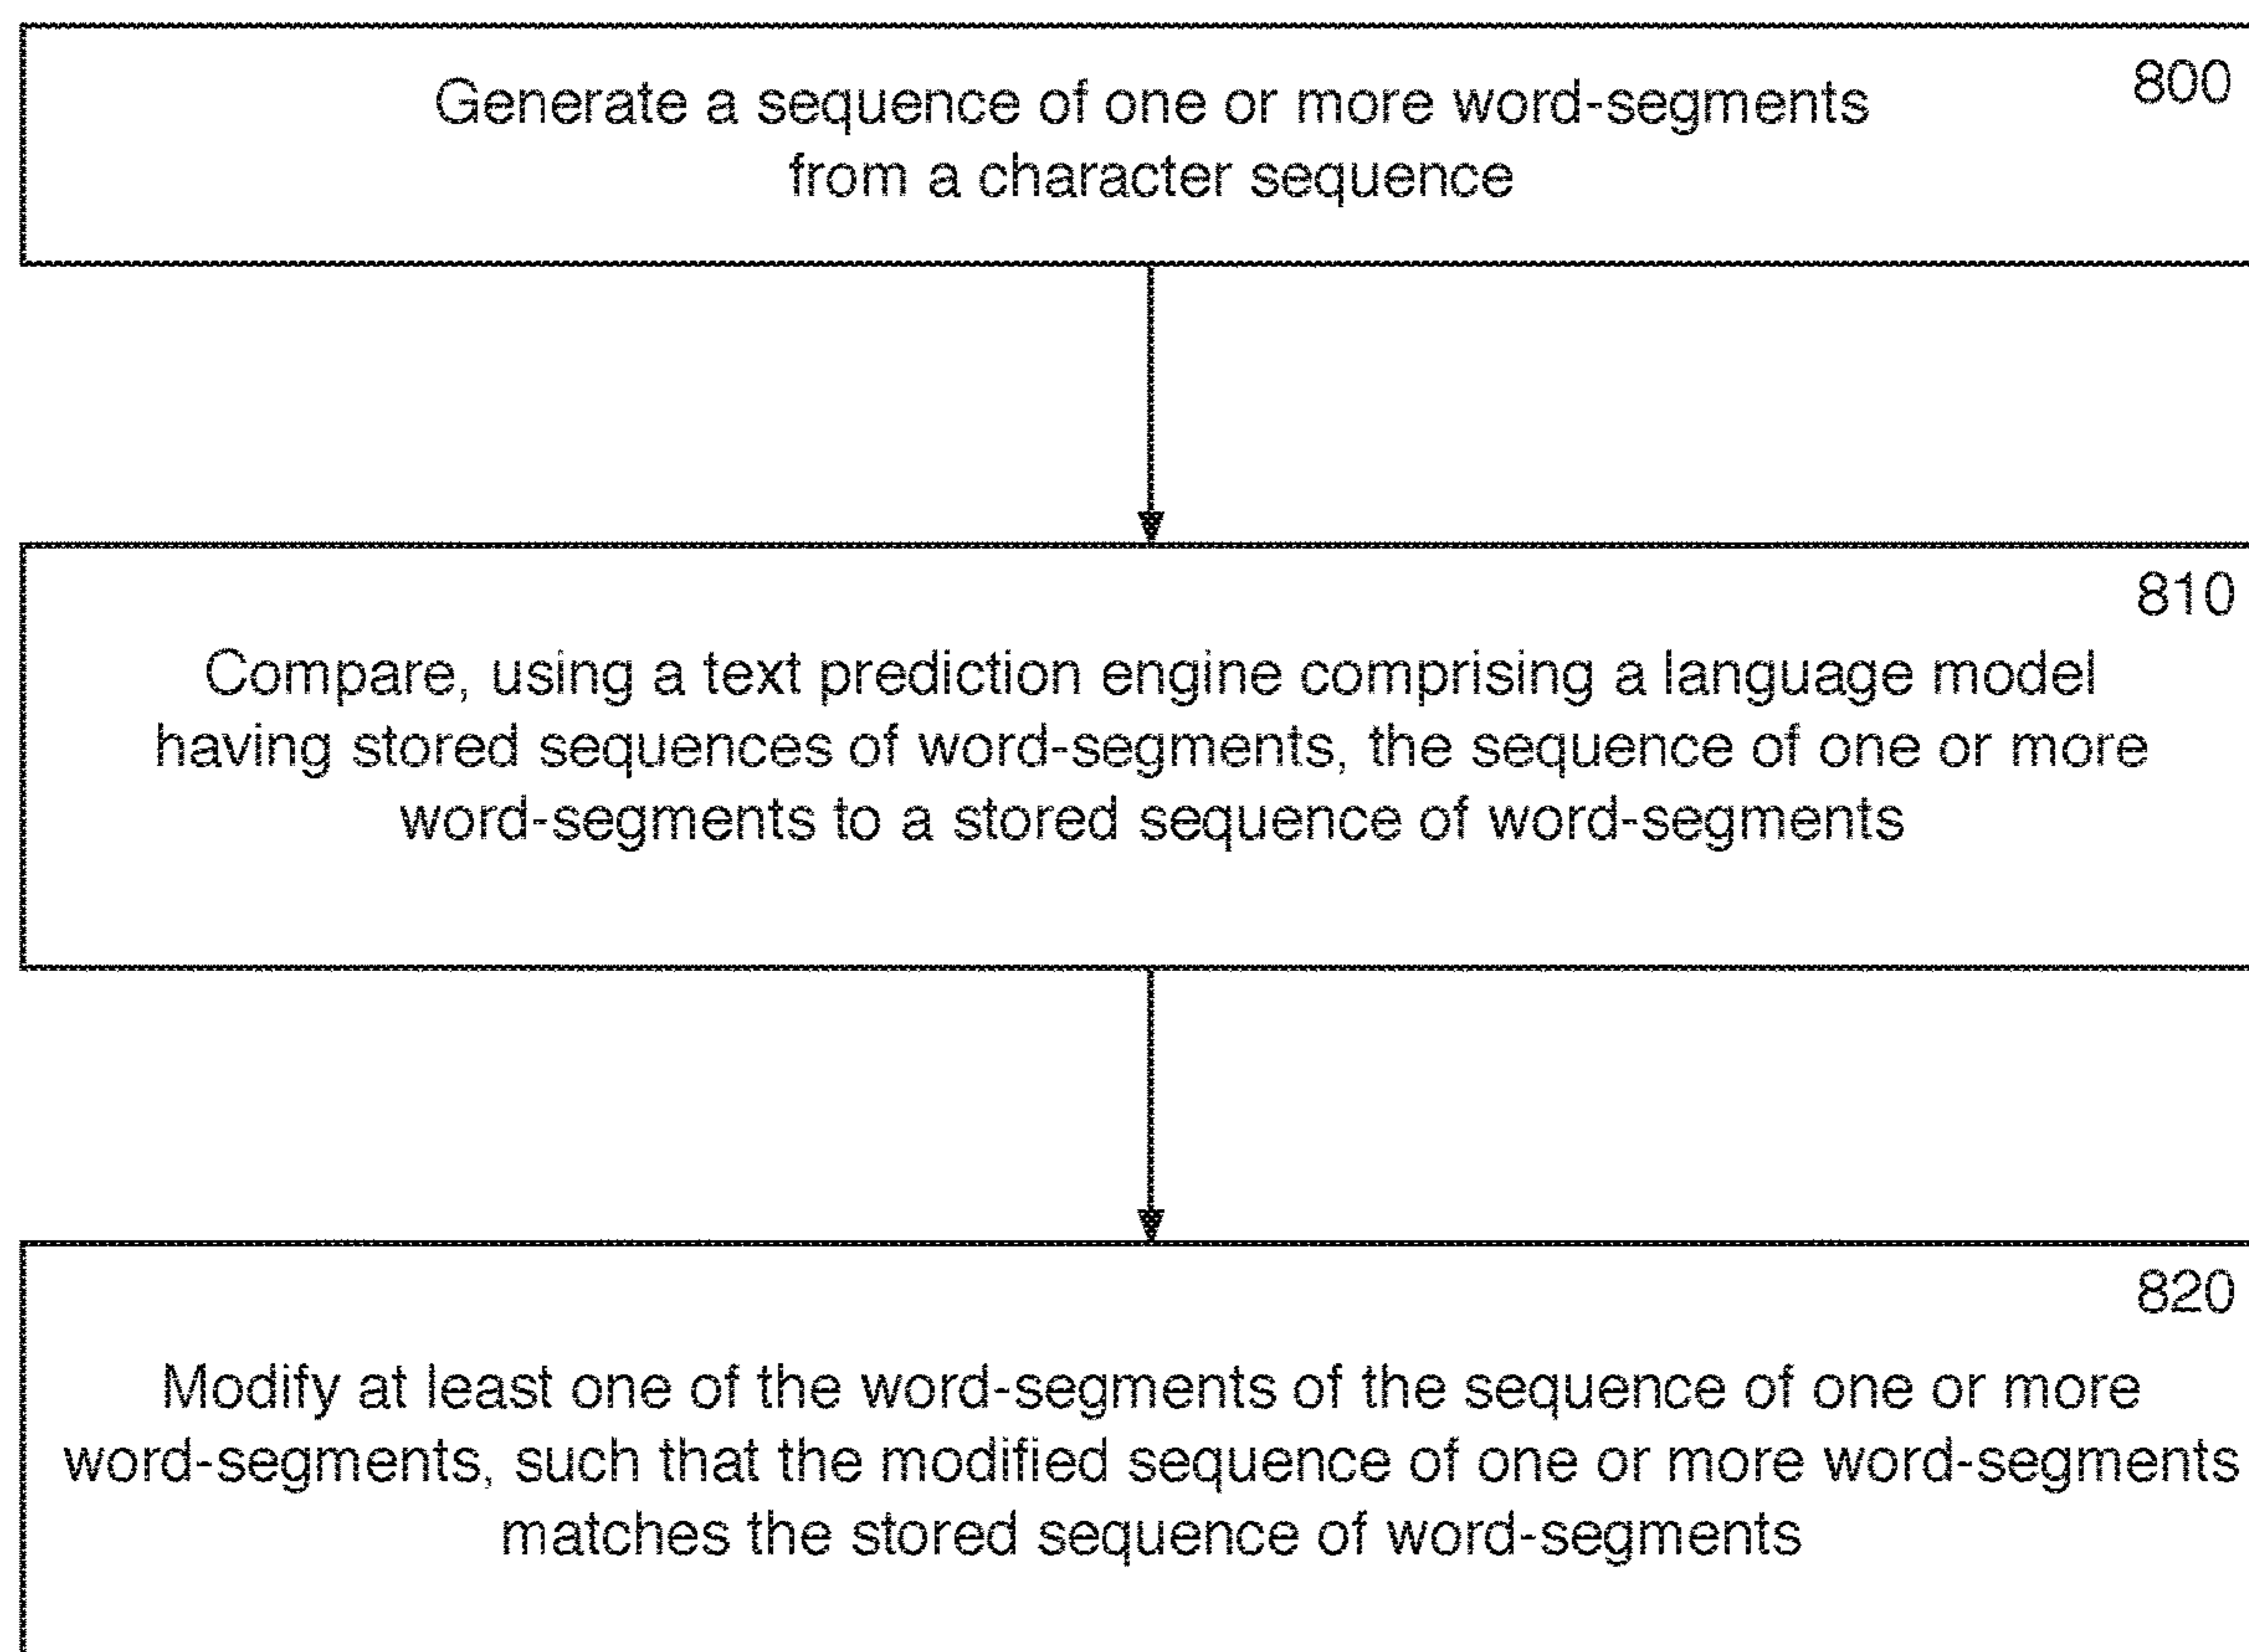 800
Generate a sequence of one or more word-segments
from a character sequence
810
Compare, using a text prediction engine comprising a language model
having stored sequences of word-segments, the sequence of one or more
word-segments to a stored sequence of word-segments
820
Modify at least one of the word-segments of the sequence of one or more
word-segments, such that the modified sequence of one or more word-segments
matches the stored sequence of word-segments